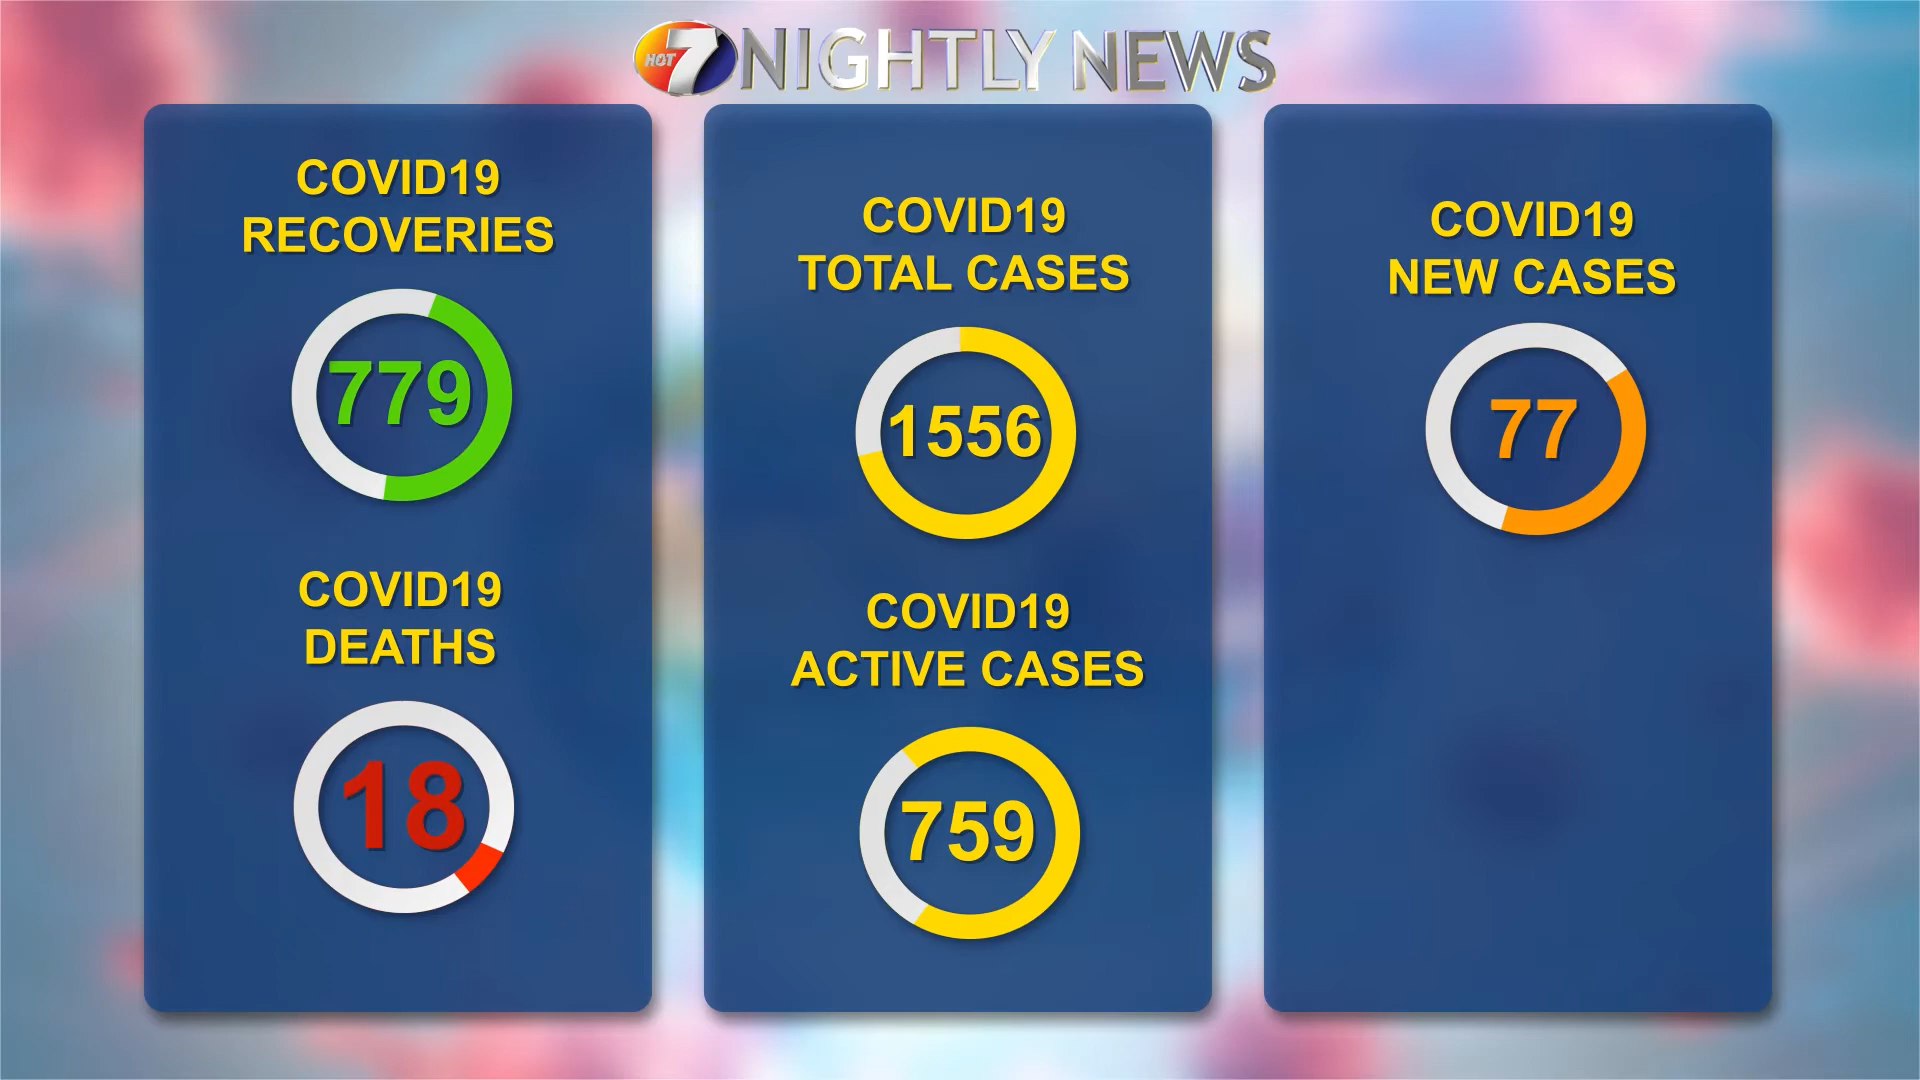 HOT 7 NIGHTLY NEWS
COVID19
RECOVERIES
779
COVID19
DEATHS
18
COVID19
TOTAL CASES
1556
COVID19
ACTIVE CASES
759
COVID19
NEW CASES
77